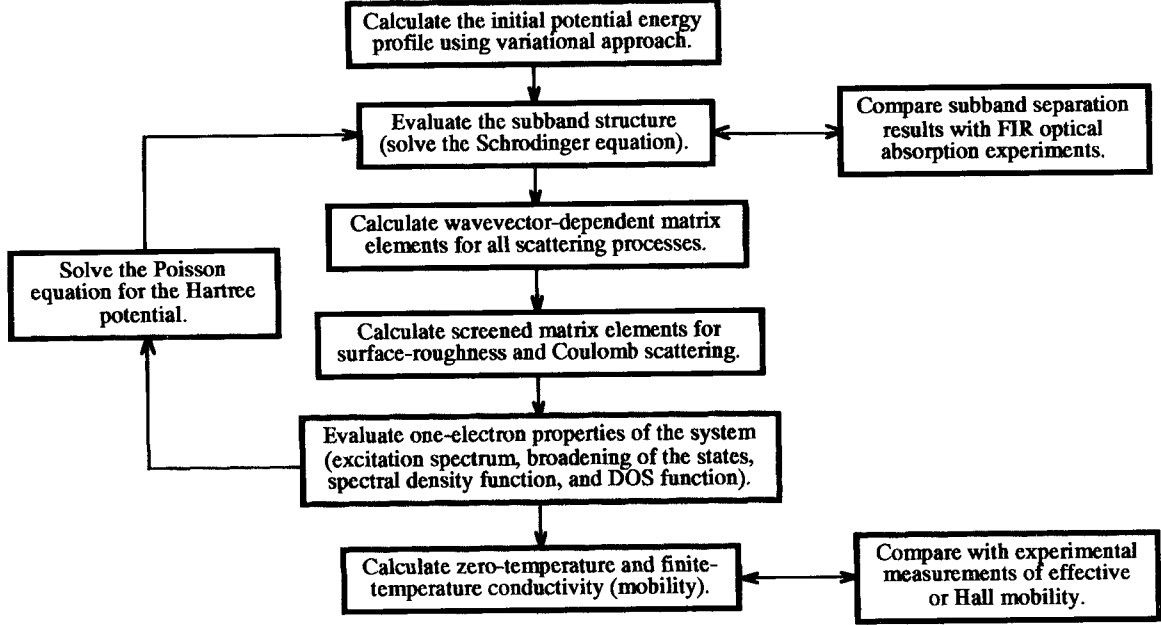 Calculate the initial potential energy
profile using variational approach.
Evaluate the subband structure
(solve the Schrodinger equation).
Compare subband separation
results with FIR optical
absorption experiments.
Calculate wavevector-dependent matrix
elements for all scattering processes.
Solve the Poisson
equation for the Hartree
potential.
Calculate screened matrix elements for
surface-roughness and Coulomb scattering.
Evaluate one-electron properties of the system
(excitation spectrum, broadening of the states,
spectral density function, and DOS function).
Calculate zero-temperature and finite-
temperature conductivity (mobility).
Compare with experimental
measurements of effective
or Hall mobility.